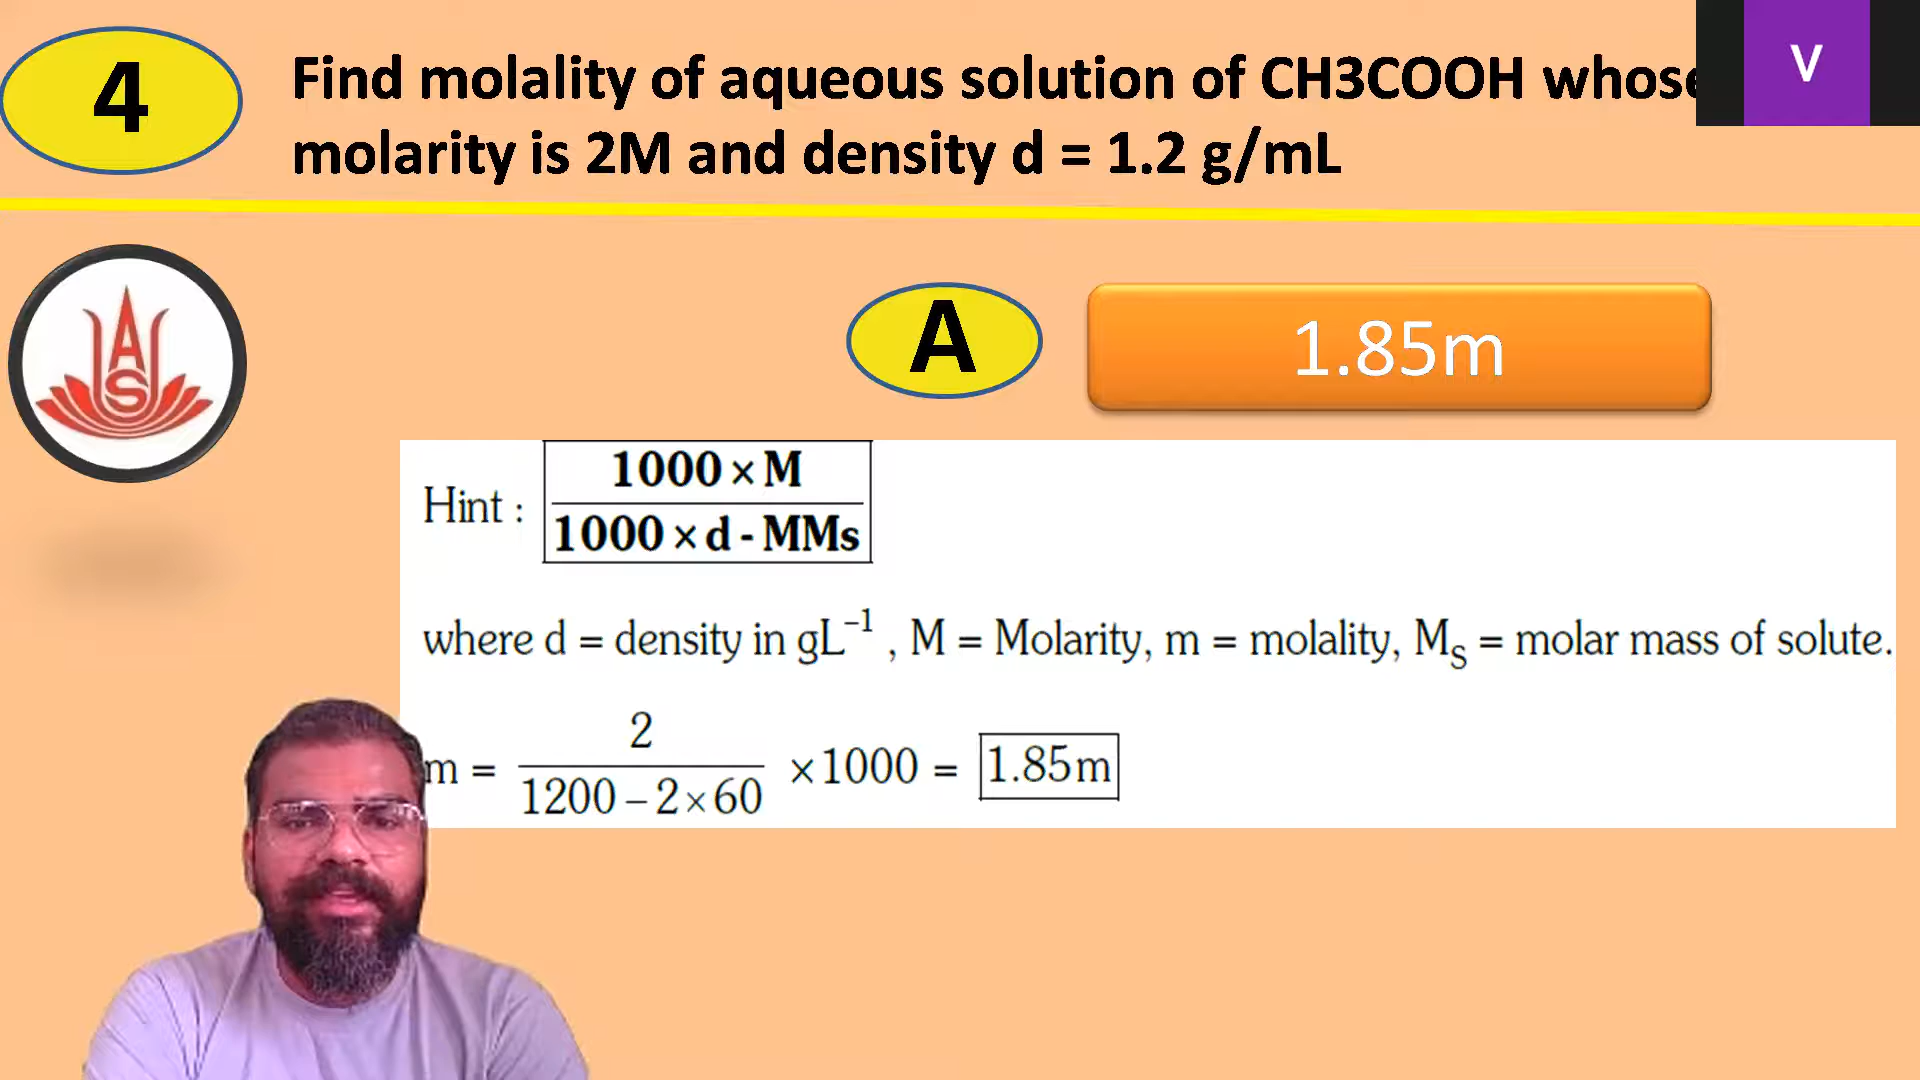 4
Find molality of aqueous solution of CH3COOH whose
V
molarity is 2M and density d = 1.2 g/mL
AS
A
1.85m
Hint : 1000 × M
1000 × d - MMs
where d = density in gL⁻¹ , M = Molarity, m = molality, Mₛ = molar mass of solute.
m = 2
1200 – 2×60
×1000 = 1.85m